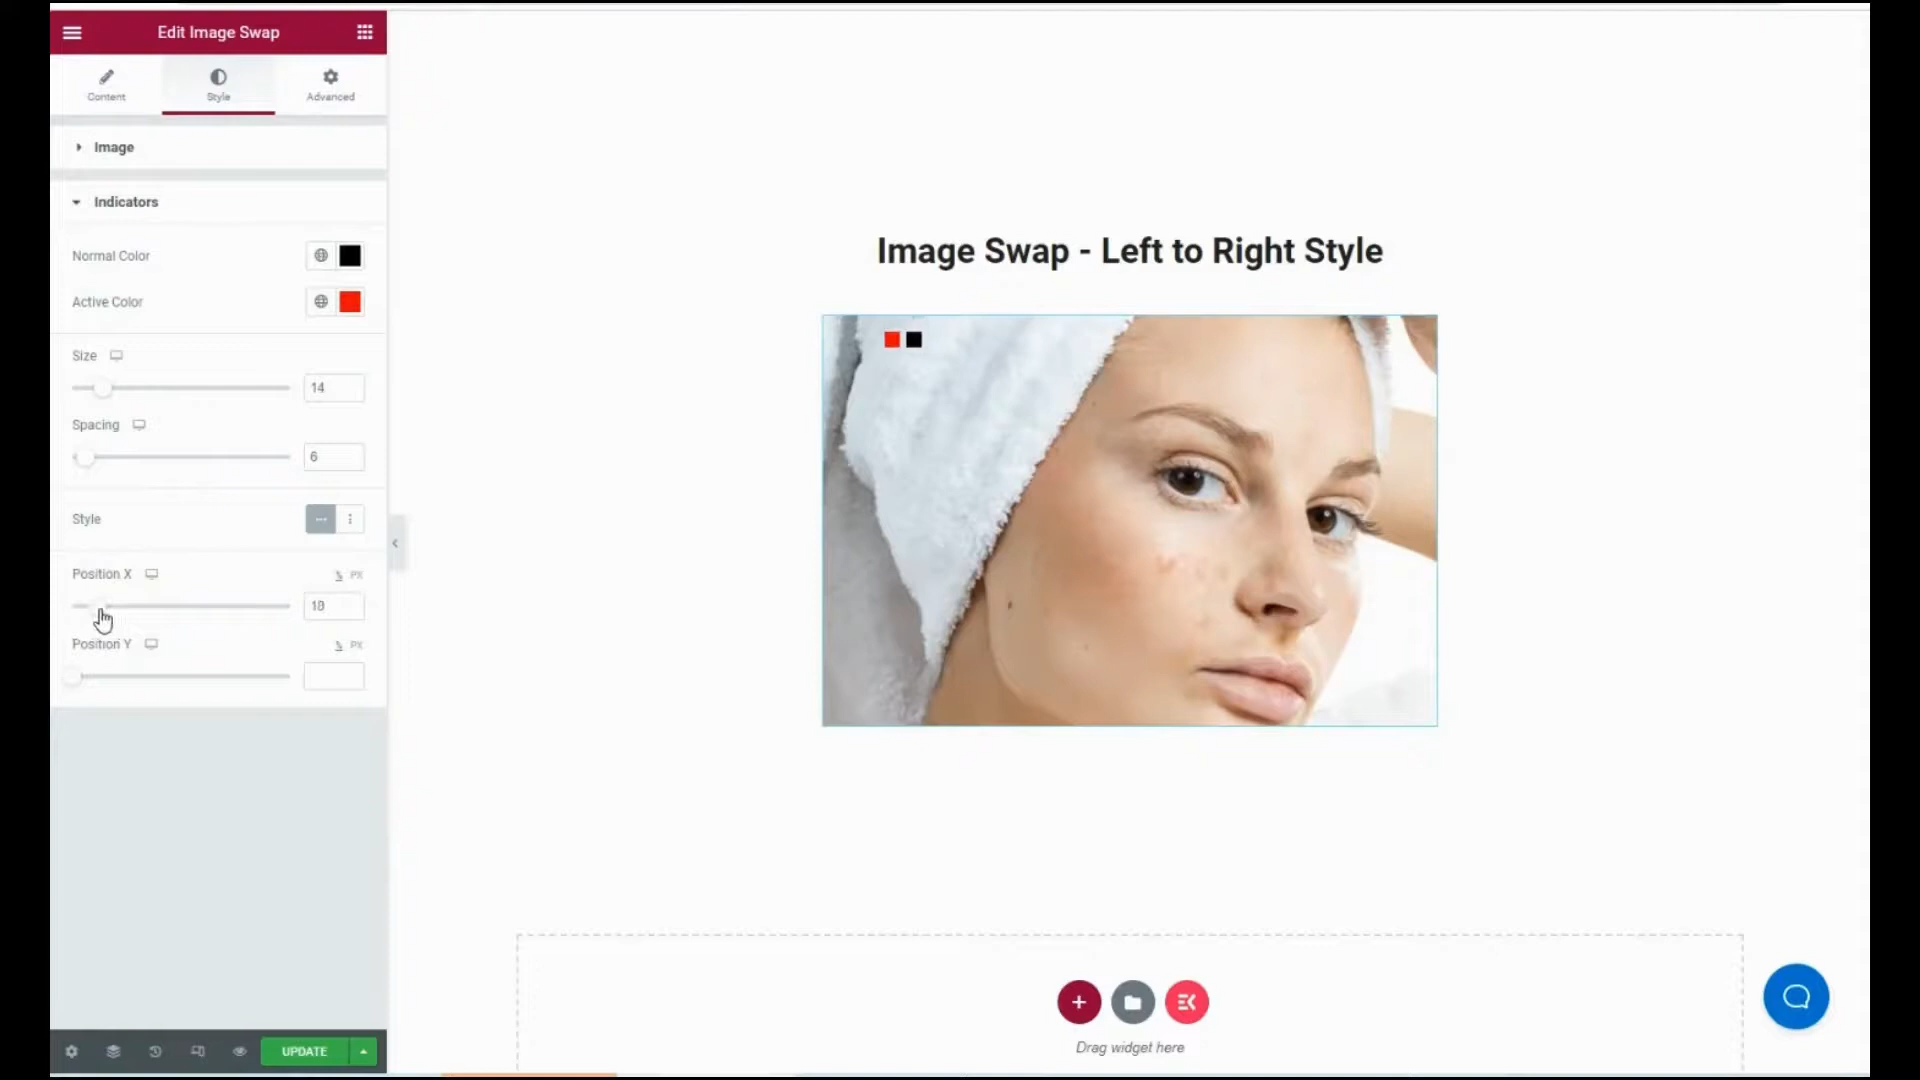 Edit Image Swap
Content
Style
Advanced
Image
Indicators
Normal Color
Active Color
Size
14
Spacing
6
Style
Position X
% PX
10
Position Y
% PX
UPDATE
Image Swap - Left to Right Style
Drag widget here